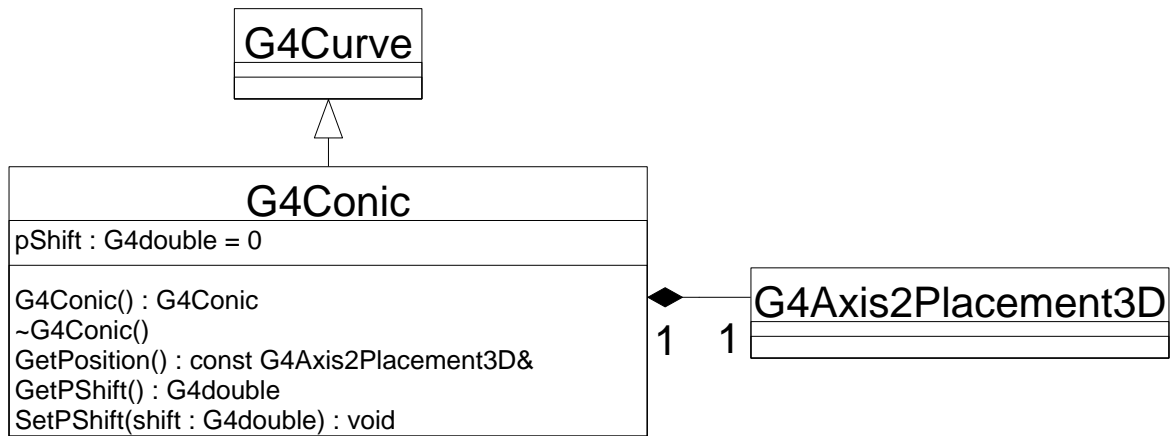 G4Curve
G4Conic
pShift : G4double = 0
G4Conic() : G4Conic
~G4Conic()
GetPosition() : const G4Axis2Placement3D&
GetPShift() : G4double
SetPShift(shift : G4double) : void
G4Axis2Placement3D
1 1